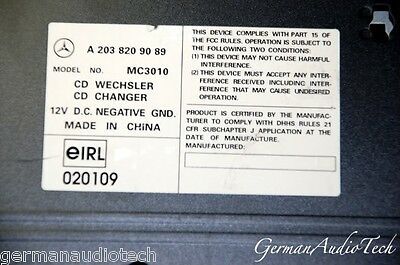 A 203 820 90 89
MODEL NO. MC3010
CD WECHSLER
CD CHANGER
12V D.C. NEGATIVE GND.
MADE IN CHINA
eIRL
020109
THIS DEVICE COMPLIES WITH PART 15 OF
THE FCC RULES. OPERATION IS SUBJECT TO
THE FOLLOWING TWO CONDITIONS:
(1) THIS DEVICE MAY NOT CAUSE HARMFUL
INTERFERENCE.
(2) THIS DEVICE MUST ACCEPT ANY INTER-
FERENCE RECEIVED INCLUDING INTER-
FERENCE THAT MAY CAUSE UNDESIRED
OPERATION.
PRODUCT IS CERTIFIED BY THE MANUFAC-
TURER TO COMPLY WITH DHHS RULES 21
CFR SUBCHAPTER J APPLICATION AT THE
DATE OF MANUFACTURE.
MANUFACTURED:
germanaudiotech
germanaudiotech
GermanAudioTech